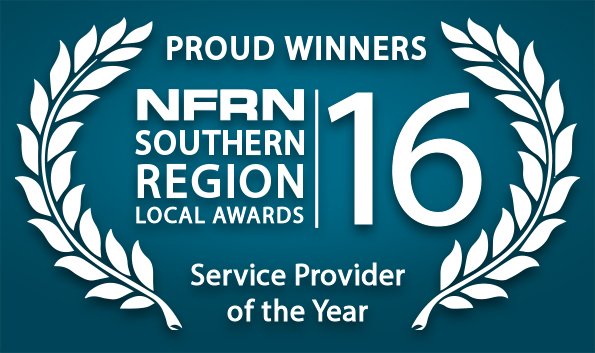 PROUD WINNERS
NFRN
SOUTHERN
REGION
LOCAL AWARDS
16
Service Provider
of the Year